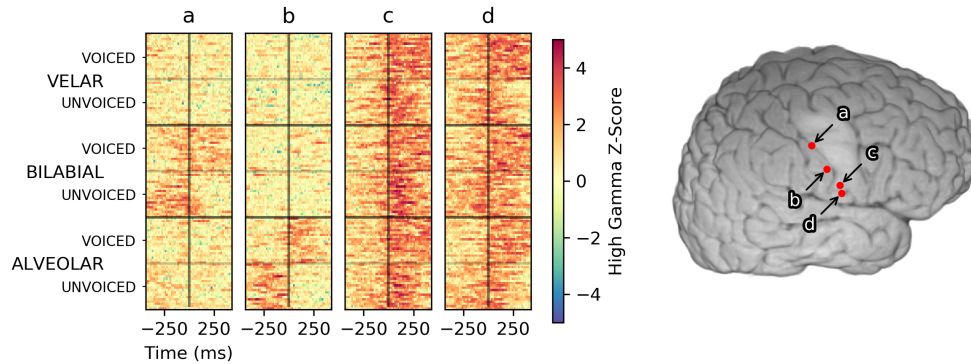 a b c d
VOICED
VELAR
UNVOICED
VOICED
BILABIAL
UNVOICED
VOICED
ALVEOLAR
UNVOICED
−250 250 −250 250 −250 250 −250 250
Time (ms)
4
2
0
−2
−4
High Gamma Z-Score
a
c
b
d